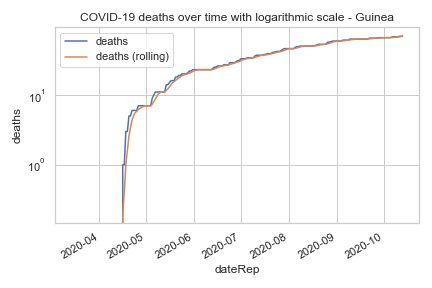 COVID-19 deaths over time with logarithmic scale - Guinea
deaths
deaths (rolling)
10¹
10⁰
deaths
2020-04
2020-05
2020-06
2020-07
2020-08
2020-09
2020-10
dateRep